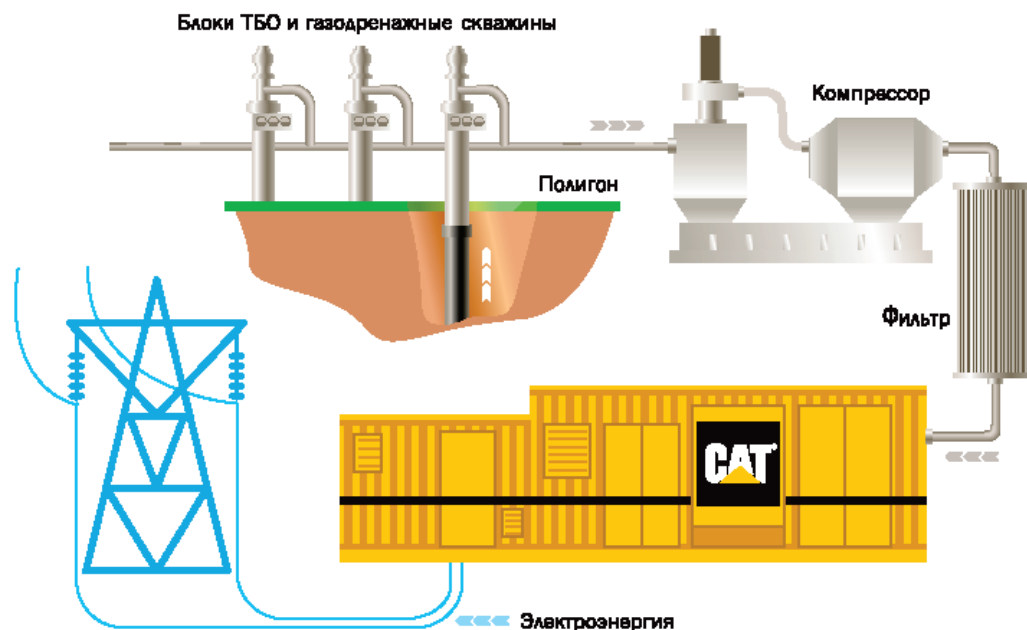 Блоки ТБО и газодренажные скважины
Компрессор
Полигон
Фильтр
CAT
Электроэнергия